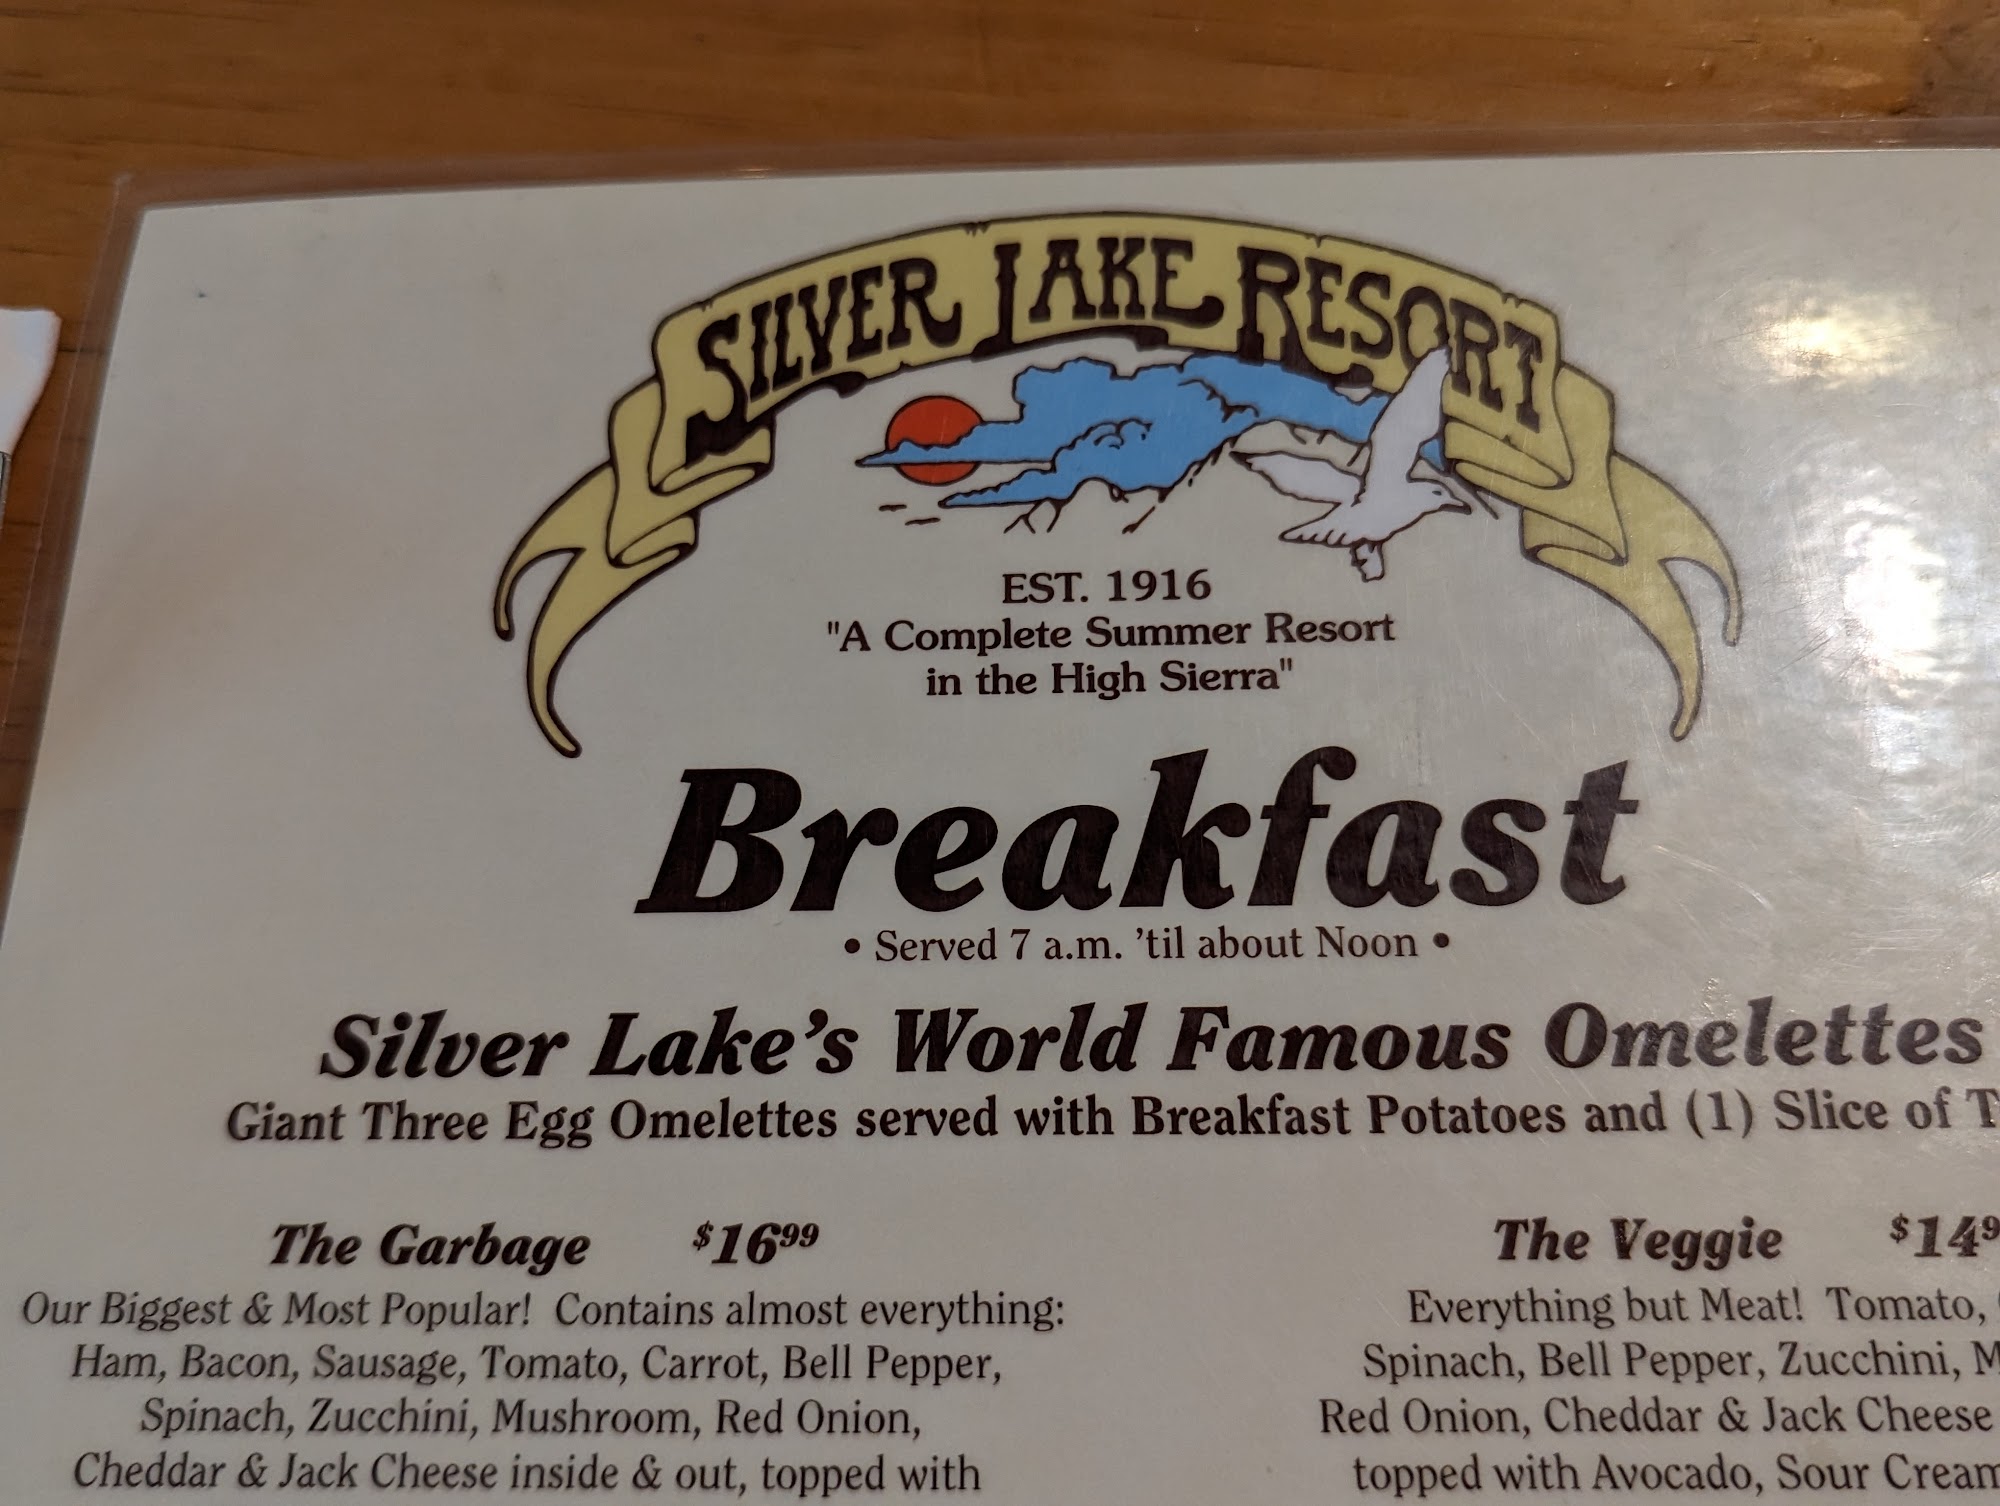 SILVER LAKE RESORT
EST. 1916
"A Complete Summer Resort
in the High Sierra"
Breakfast
• Served 7 a.m. ’til about Noon •
Silver Lake’s World Famous Omelettes
Giant Three Egg Omelettes served with Breakfast Potatoes and (1) Slice of
The Garbage $16⁹⁹
Our Biggest & Most Popular! Contains almost everything:
Ham, Bacon, Sausage, Tomato, Carrot, Bell Pepper,
Spinach, Zucchini, Mushroom, Red Onion,
Cheddar & Jack Cheese inside & out, topped with
The Veggie $14⁹
Everything but Meat! Tomato,
Spinach, Bell Pepper, Zucchini,
Red Onion, Cheddar & Jack Cheese
topped with Avocado, Sour Cream